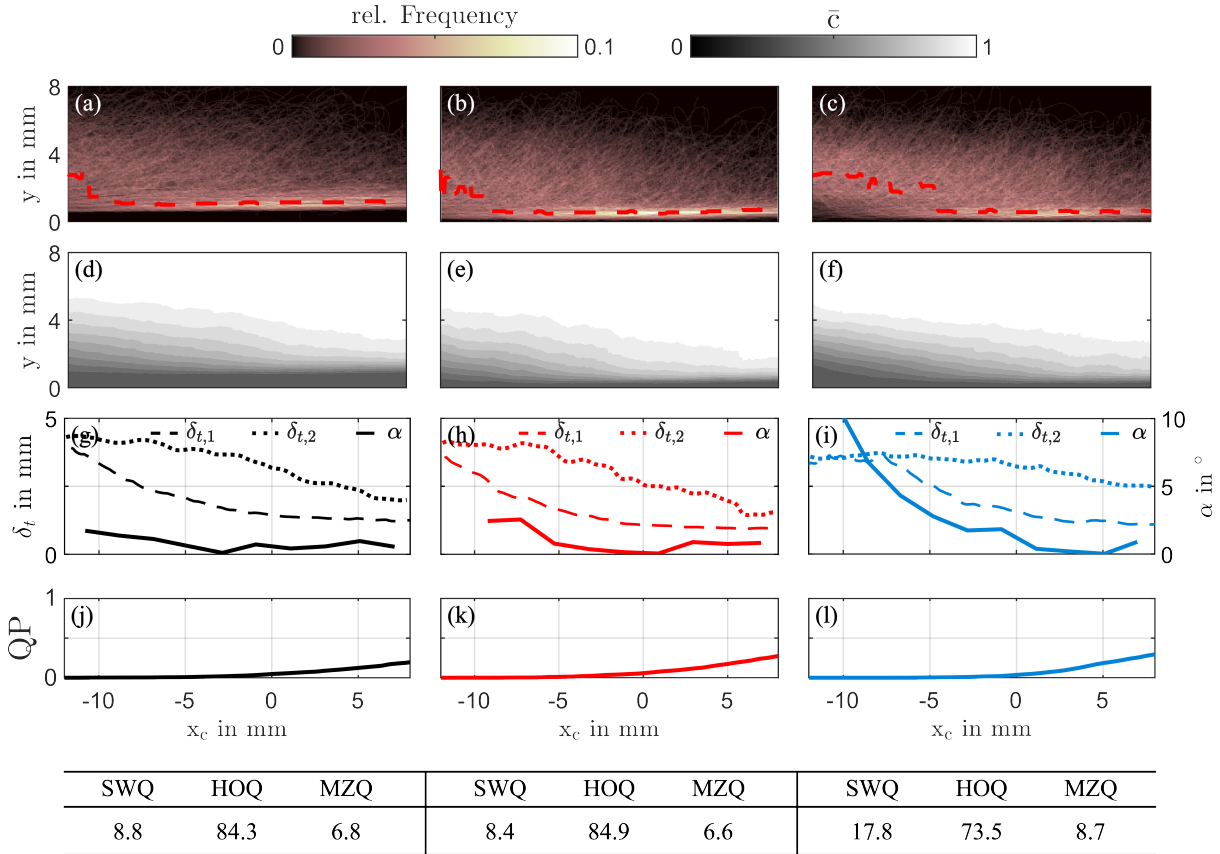 rel. Frequency c̄
0 0.1 0 1
8 (a) (b) (c)
y in mm
4
0
8 (d) (e) (f)
y in mm
4
0
5 (g) δt,1 δt,2 α (h) δt,1 δt,2 α (i) δt,1 δt,2 α 10
δt in mm
5
α in °
0 0
1 (j) (k) (l)
QP
0
-10 -5 0 5 -10 -5 0 5 -10 -5 0 5
xc in mm xc in mm xc in mm
SWQ HOQ MZQ SWQ HOQ MZQ SWQ HOQ MZQ
8.8 84.3 6.8 8.4 84.9 6.6 17.8 73.5 8.7